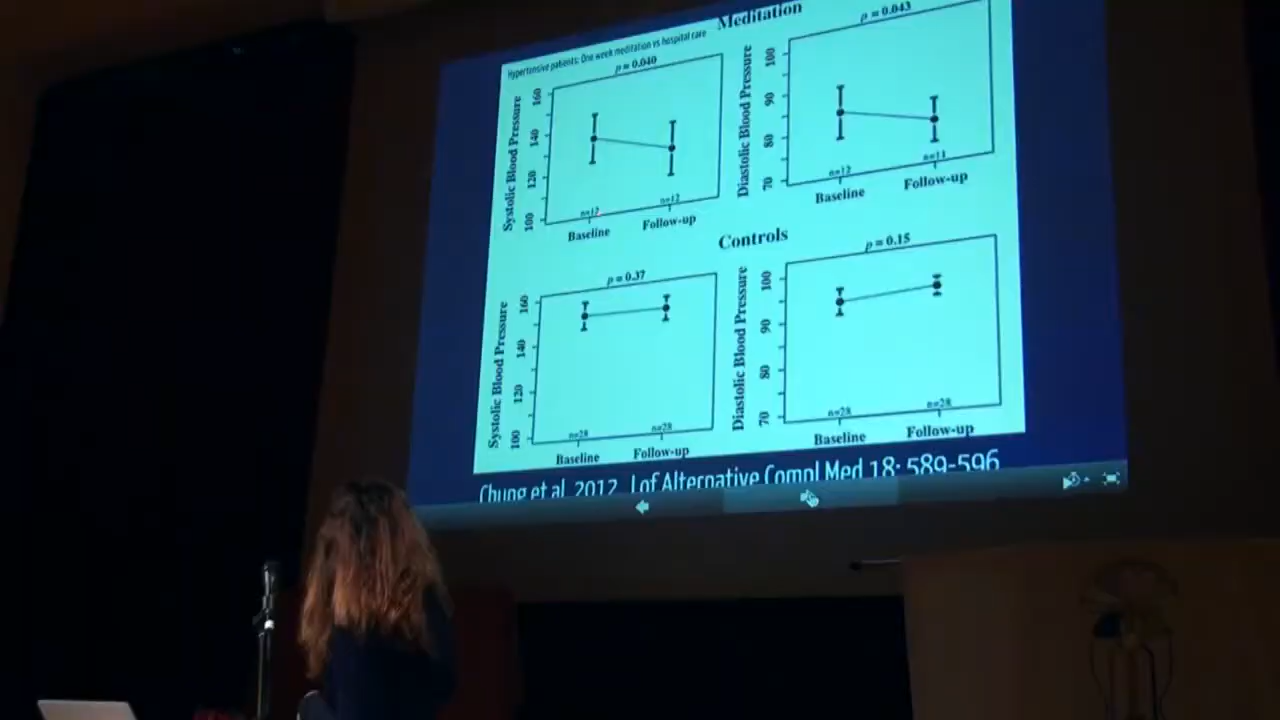 Meditation
Hypertensive patients: One week meditation vs hospital care
p = 0.040
Systolic Blood Pressure
160
140
120
100
n=12
n=12
Baseline
Follow-up
p = 0.043
Diastolic Blood Pressure
100
90
80
70
n=12
n=11
Baseline
Follow-up
Controls
p = 0.37
Systolic Blood Pressure
160
140
120
100
n=28
n=28
Baseline
Follow-up
p = 0.15
Diastolic Blood Pressure
100
90
80
70
n=28
n=28
Baseline
Follow-up
Chung et al. 2012. J of Alternative Compl Med 18: 589-596